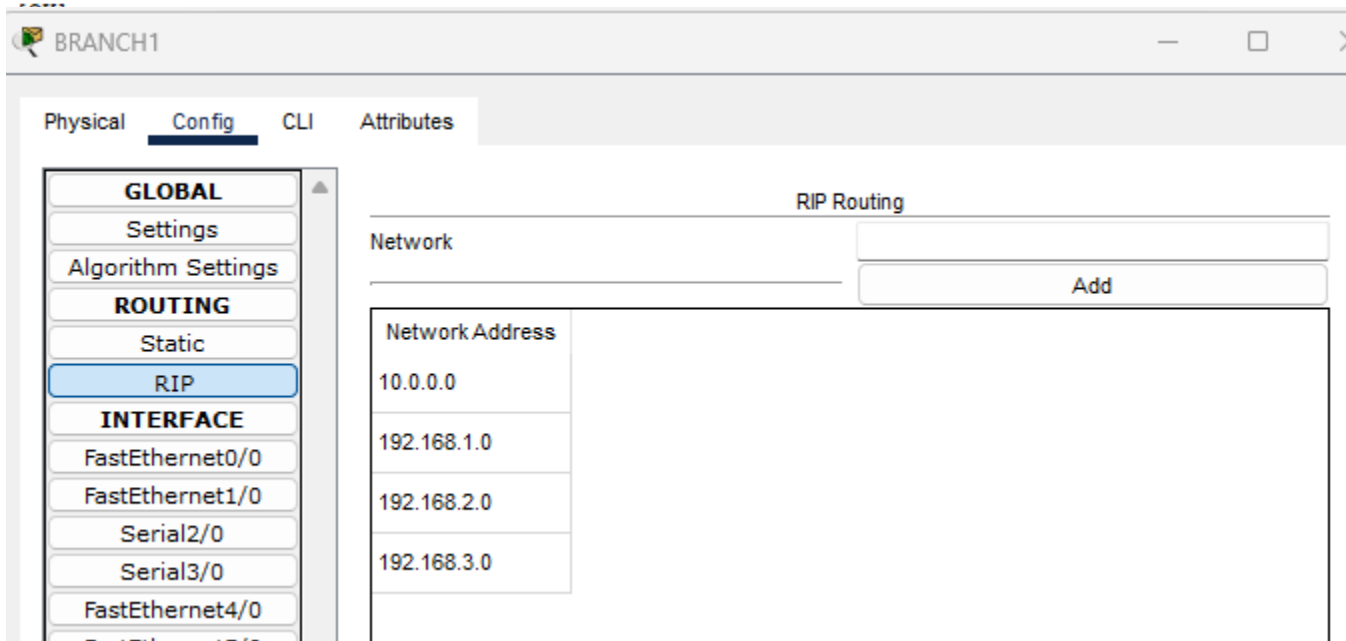 BRANCH1
Physical Config CLI Attributes
GLOBAL
Settings
Algorithm Settings
ROUTING
Static
RIP
INTERFACE
FastEthernet0/0
FastEthernet1/0
Serial2/0
Serial3/0
FastEthernet4/0
RIP Routing
Network
Add
Network Address
10.0.0.0
192.168.1.0
192.168.2.0
192.168.3.0